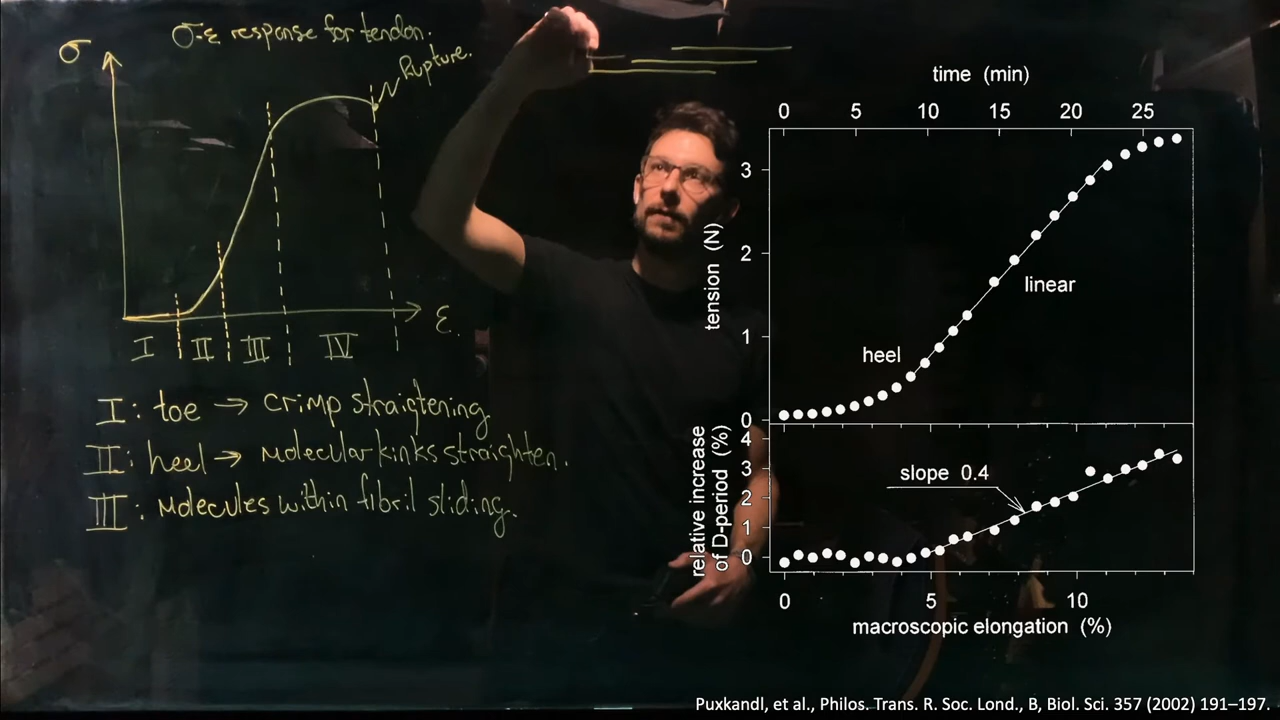 σ-ε response for tendon.
σ
Rupture.
ε.
I II III IV
I: toe → crimp straigtening.
II: heel → molecular kinks straighten.
III: Molecules within fibril sliding.
time (min)
0 5 10 15 20 25
3
2
1
0
tension (N)
heel
linear
4
3
2
1
0
relative increase
of D-period (%)
slope 0.4
0 5 10
macroscopic elongation (%)
Puxkandl, et al., Philos. Trans. R. Soc. Lond., B, Biol. Sci. 357 (2002) 191–197.